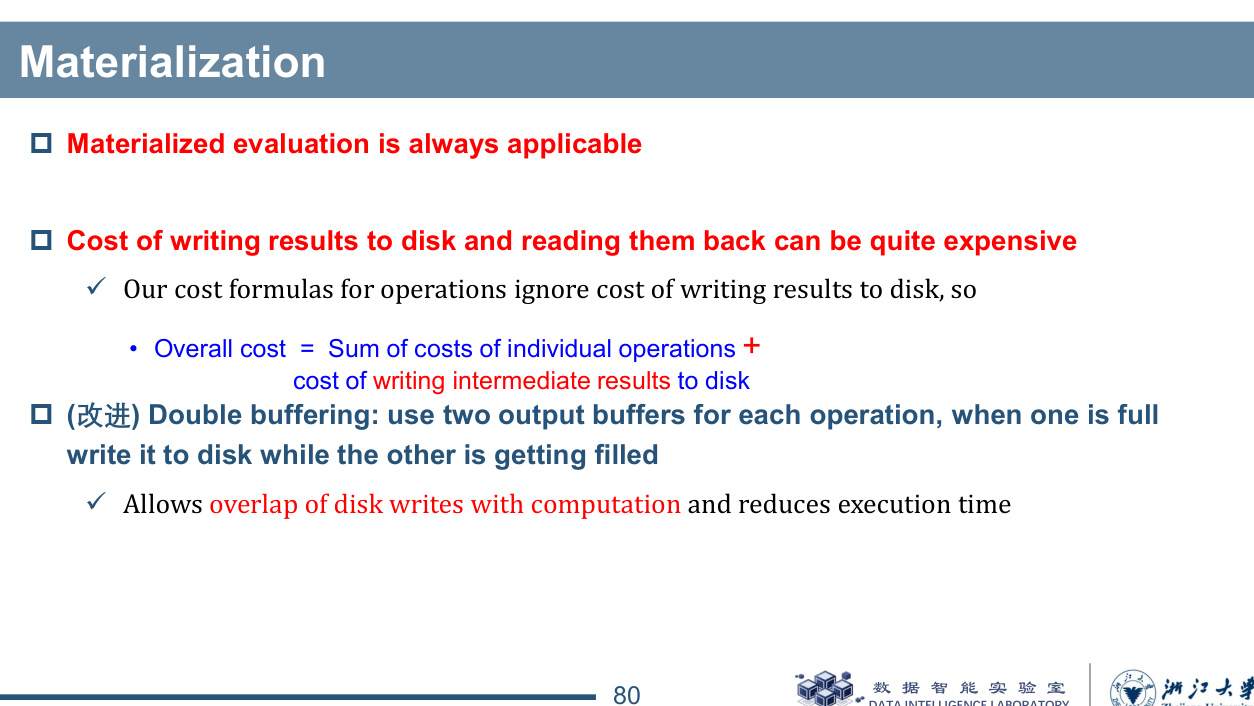 Materialization
Materialized evaluation is always applicable
Cost of writing results to disk and reading them back can be quite expensive
Our cost formulas for operations ignore cost of writing results to disk, so
• Overall cost = Sum of costs of individual operations +
cost of writing intermediate results to disk
(改进) Double buffering: use two output buffers for each operation, when one is full
write it to disk while the other is getting filled
✓ Allows overlap of disk writes with computation and reduces execution time
80
数据智能实验室
DATA INTELLIGENCE LABORATORY
浙江大学